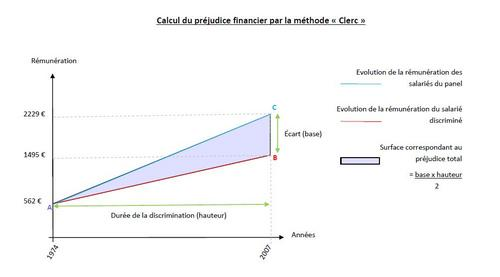 Calcul du préjudice financier par la méthode « Clerc »
Rémunération
Evolution de la rémunération des
salariés du panel
Evolution de la rémunération du salarié
discriminé
Surface correspondant au
préjudice total
= base x hauteur
2
2229 €
1495 €
562 €
A
C
B
Écart (base)
Durée de la discrimination (hauteur)
Années
1974
2007